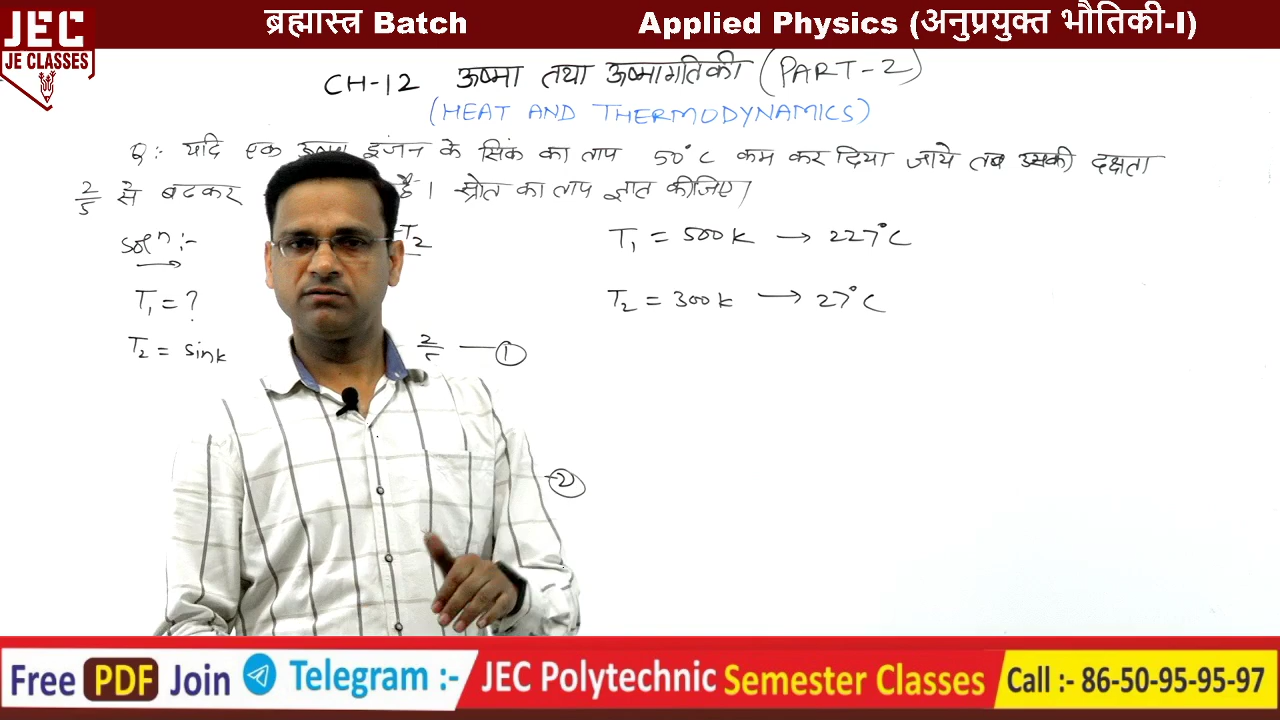 JEC
JE CLASSES
ब्रह्मास्त्र Batch
Applied Physics (अनुप्रयुक्त भौतिकी-I)
CH-12 ऊष्मा तथा ऊष्मागतिकी (PART-2)
(HEAT AND THERMODYNAMICS)
Q:- यदि एक इंजन के सिंक का ताप 50°C कम कर दिया जाये तब उसकी दक्षता
2/5 से बढकर है। स्रोत का ताप ज्ञात कीजिए।
Solⁿ:- T₂
T₁ = 500K → 227°C
T₁ = ?
T₂ = 300K → 27°C
T₂ = sink
2/5 — ①
②
Free PDF Join Telegram :- JEC Polytechnic Semester Classes Call :- 86-50-95-95-97